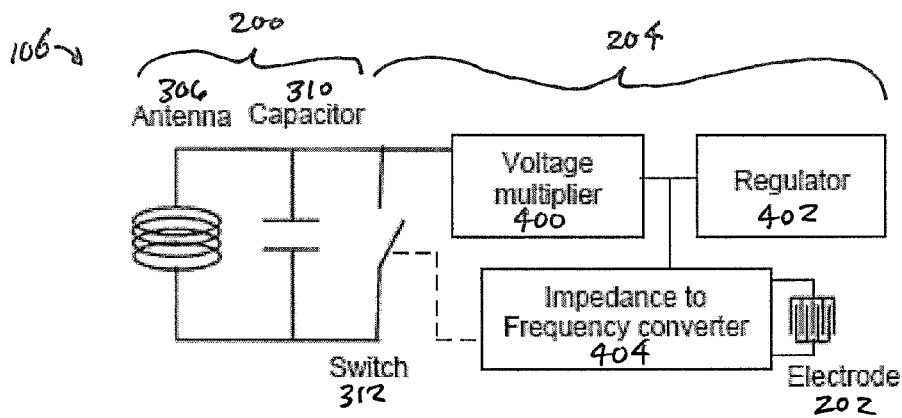 200
204
106
306
310
Antenna Capacitor
Voltage
multiplier
400
Regulator
402
Impedance to
Frequency converter
404
Switch
312
Electrode
202